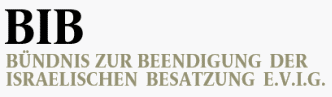 BIB
BÜNDNIS ZUR BEENDIGUNG DER
ISRAELISCHEN BESATZUNG E.V.I.G.